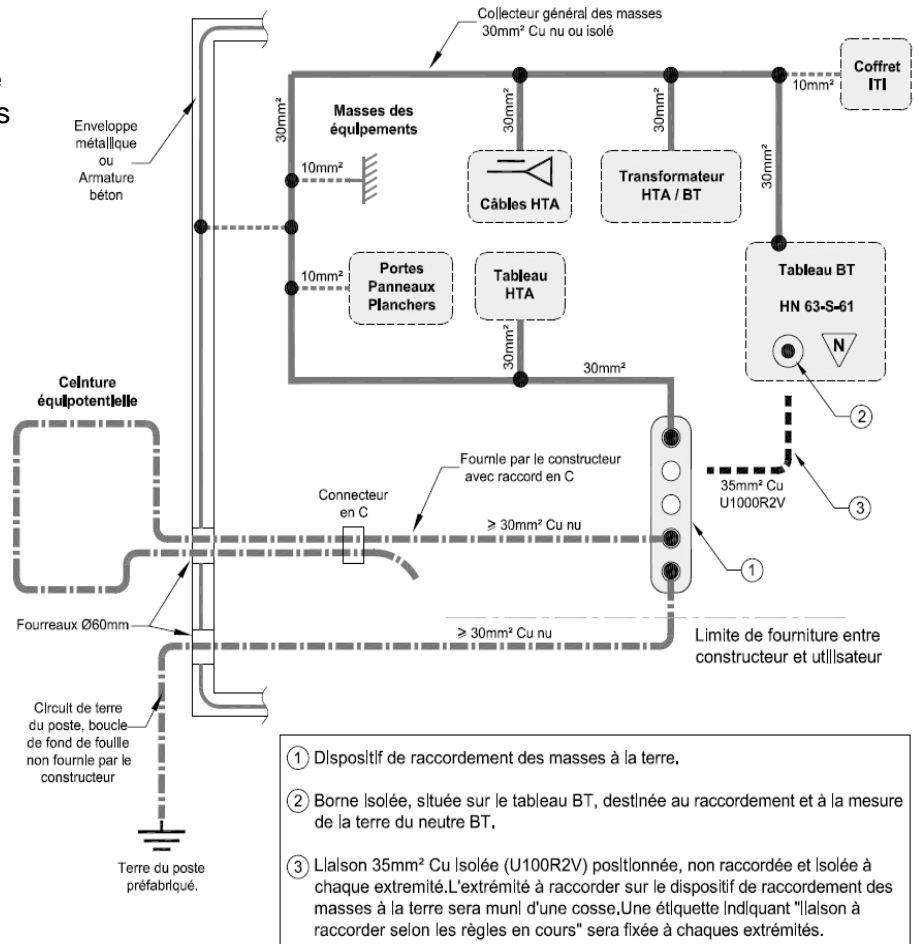 Collecteur général des masses
30mm² Cu nu ou isolé
e
s
Enveloppe
métallique
ou
Armature
béton
30mm²
Masses des
équipements
10mm²
30mm²
Câbles HTA
30mm²
Transformateur
HTA / BT
10mm²
Coffret
ITI
30mm²
10mm²
Portes
Panneaux
Planchers
Tableau
HTA
30mm²
30mm²
Tableau BT
HN 63-S-61
N
2
Ceinture
équipotentielle
Fournie par le constructeur
avec raccord en C
Connecteur
en C
≥ 30mm² Cu nu
35mm² Cu
U1000R2V
3
1
Fourreaux Ø60mm
≥ 30mm² Cu nu
Limite de fourniture entre
constructeur et utilisateur
Circuit de terre
du poste, boucle
de fond de fouille
non fournie par le
constructeur
Terre du poste
préfabriqué.
1 Dispositif de raccordement des masses à la terre.
2 Borne isolée, située sur le tableau BT, destinée au raccordement et à la mesure
de la terre du neutre BT.
3 Liaison 35mm² Cu isolée (U100R2V) positionnée, non raccordée et isolée à
chaque extremité.L'extrémité à raccorder sur le dispositif de raccordement des
masses à la terre sera muni d'une cosse.Une étiquette indiquant "liaison à
raccorder selon les règles en cours" sera fixée à chaques extrémités.